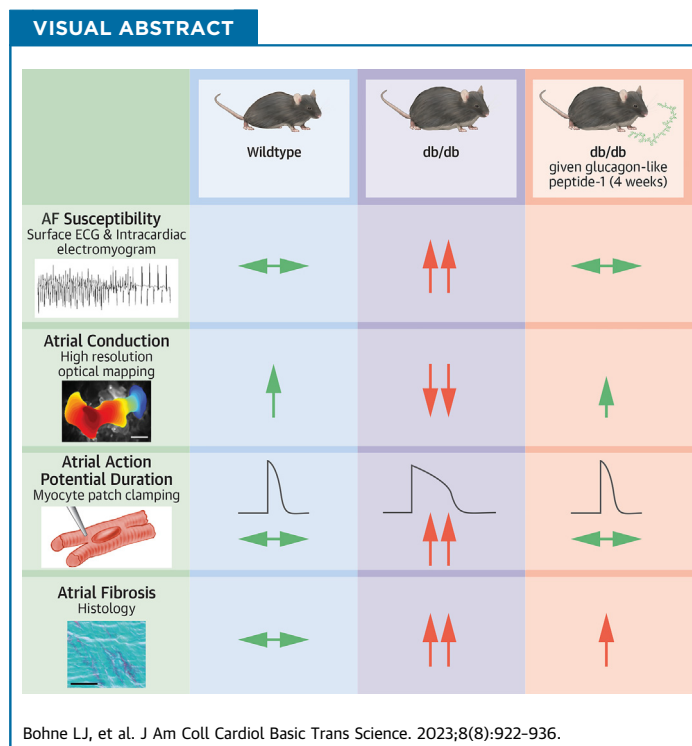 VISUAL ABSTRACT
Wildtype
db/db
db/db
given glucagon-like
peptide-1 (4 weeks)
AF Susceptibility
Surface ECG & Intracardiac
electromyogram
Atrial Conduction
High resolution
optical mapping
Atrial Action
Potential Duration
Myocyte patch clamping
Atrial Fibrosis
Histology
Bohne LJ, et al. J Am Coll Cardiol Basic Trans Science. 2023;8(8):922-936.